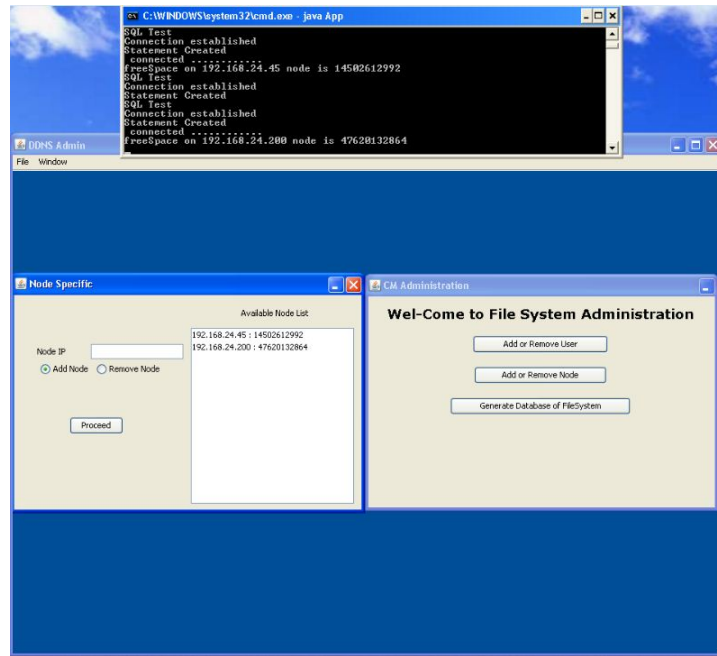 C:\WINDOWS\system32\cmd.exe - java App
SQL Test
Connection established
Statement Created
connected ............
freeSpace on 192.168.24.45 node is 14502612992
SQL Test
Connection established
Statement Created
SQL Test
Connection established
Statement Created
connected ............
freeSpace on 192.168.24.200 node is 47620132864
DDNS Admin
File Window
Node Specific
Available Node List
192.168.24.45 : 14502612992
192.168.24.200 : 47620132864
Node IP
Add Node Remove Node
Proceed
CM Administration
Wel-Come to File System Administration
Add or Remove User
Add or Remove Node
Generate Database of FileSystem